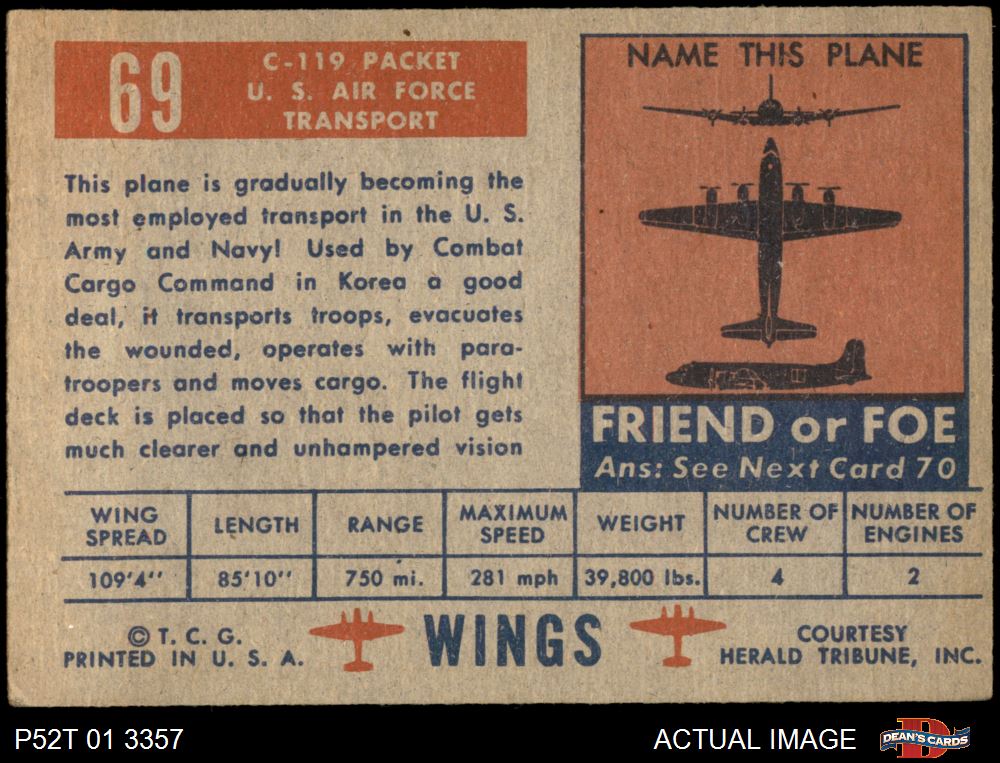 69
C-119 PACKET
U. S. AIR FORCE
TRANSPORT
This plane is gradually becoming the
most employed transport in the U. S.
Army and Navy! Used by Combat
Cargo Command in Korea a good
deal, it transports troops, evacuates
the wounded, operates with para-
troopers and moves cargo. The flight
deck is placed so that the pilot gets
much clearer and unhampered vision
NAME THIS PLANE
FRIEND or FOE
Ans: See Next Card 70
WING SPREAD LENGTH RANGE MAXIMUM SPEED WEIGHT NUMBER OF CREW NUMBER OF ENGINES
109'4'' 85'10'' 750 mi. 281 mph 39,800 lbs. 4 2
© T. C. G.
PRINTED IN U. S. A.
WINGS
COURTESY
HERALD TRIBUNE, INC.
P52T 01 3357
ACTUAL IMAGE
D
DEAN'S CARDS